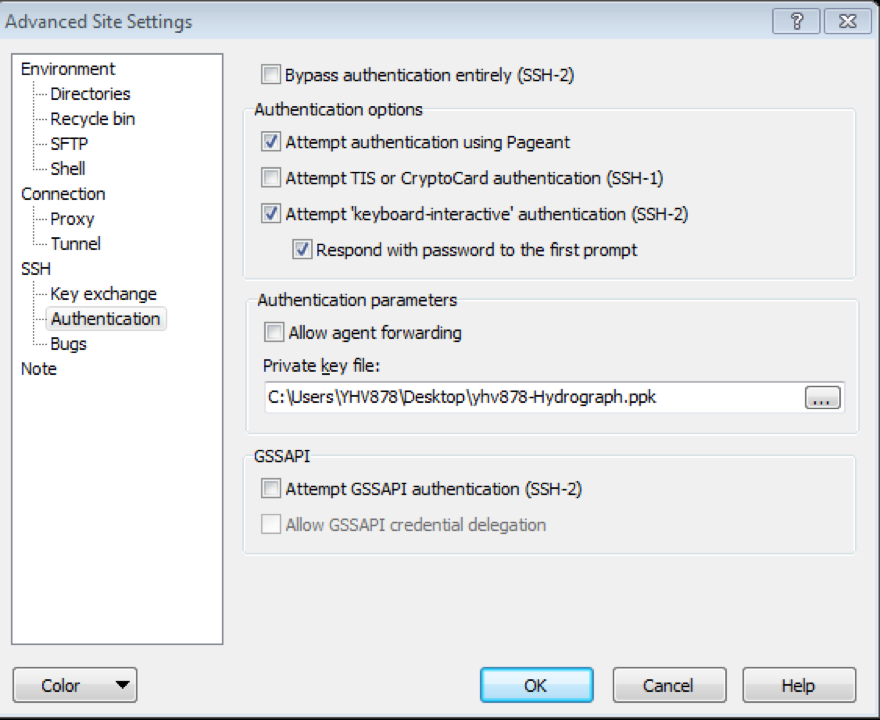 Advanced Site Settings
Environment
Directories
Recycle bin
SFTP
Shell
Connection
Proxy
Tunnel
SSH
Key exchange
Authentication
Bugs
Note
Bypass authentication entirely (SSH-2)
Authentication options
Attempt authentication using Pageant
Attempt TIS or CryptoCard authentication (SSH-1)
Attempt 'keyboard-interactive' authentication (SSH-2)
Respond with password to the first prompt
Authentication parameters
Allow agent forwarding
Private key file:
C:\Users\YHV878\Desktop\yhv878-Hydrograph.ppk
...
GSSAPI
Attempt GSSAPI authentication (SSH-2)
Allow GSSAPI credential delegation
Color
OK
Cancel
Help